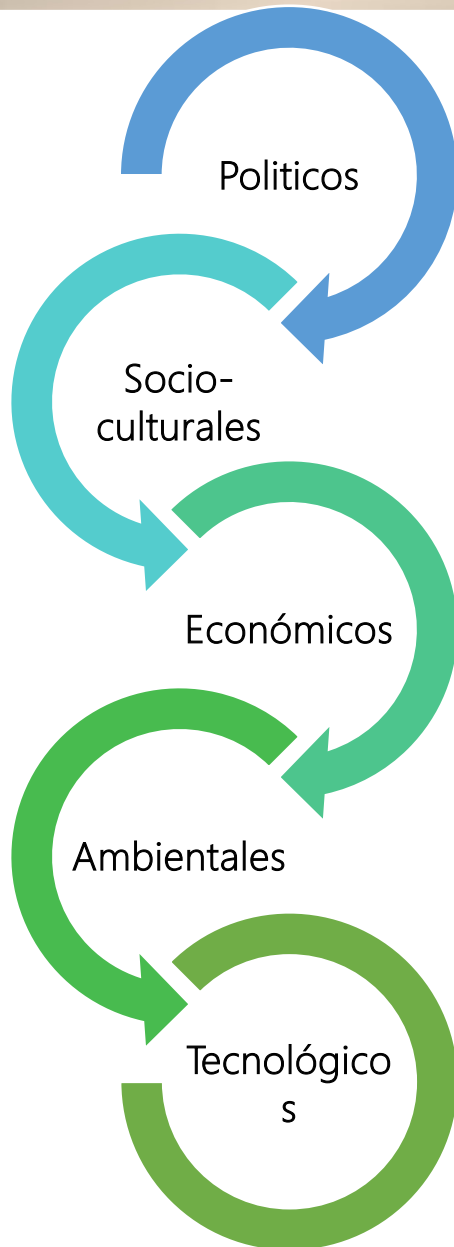 Politicos
Socio-
culturales
Económicos
Ambientales
Tecnológico
s